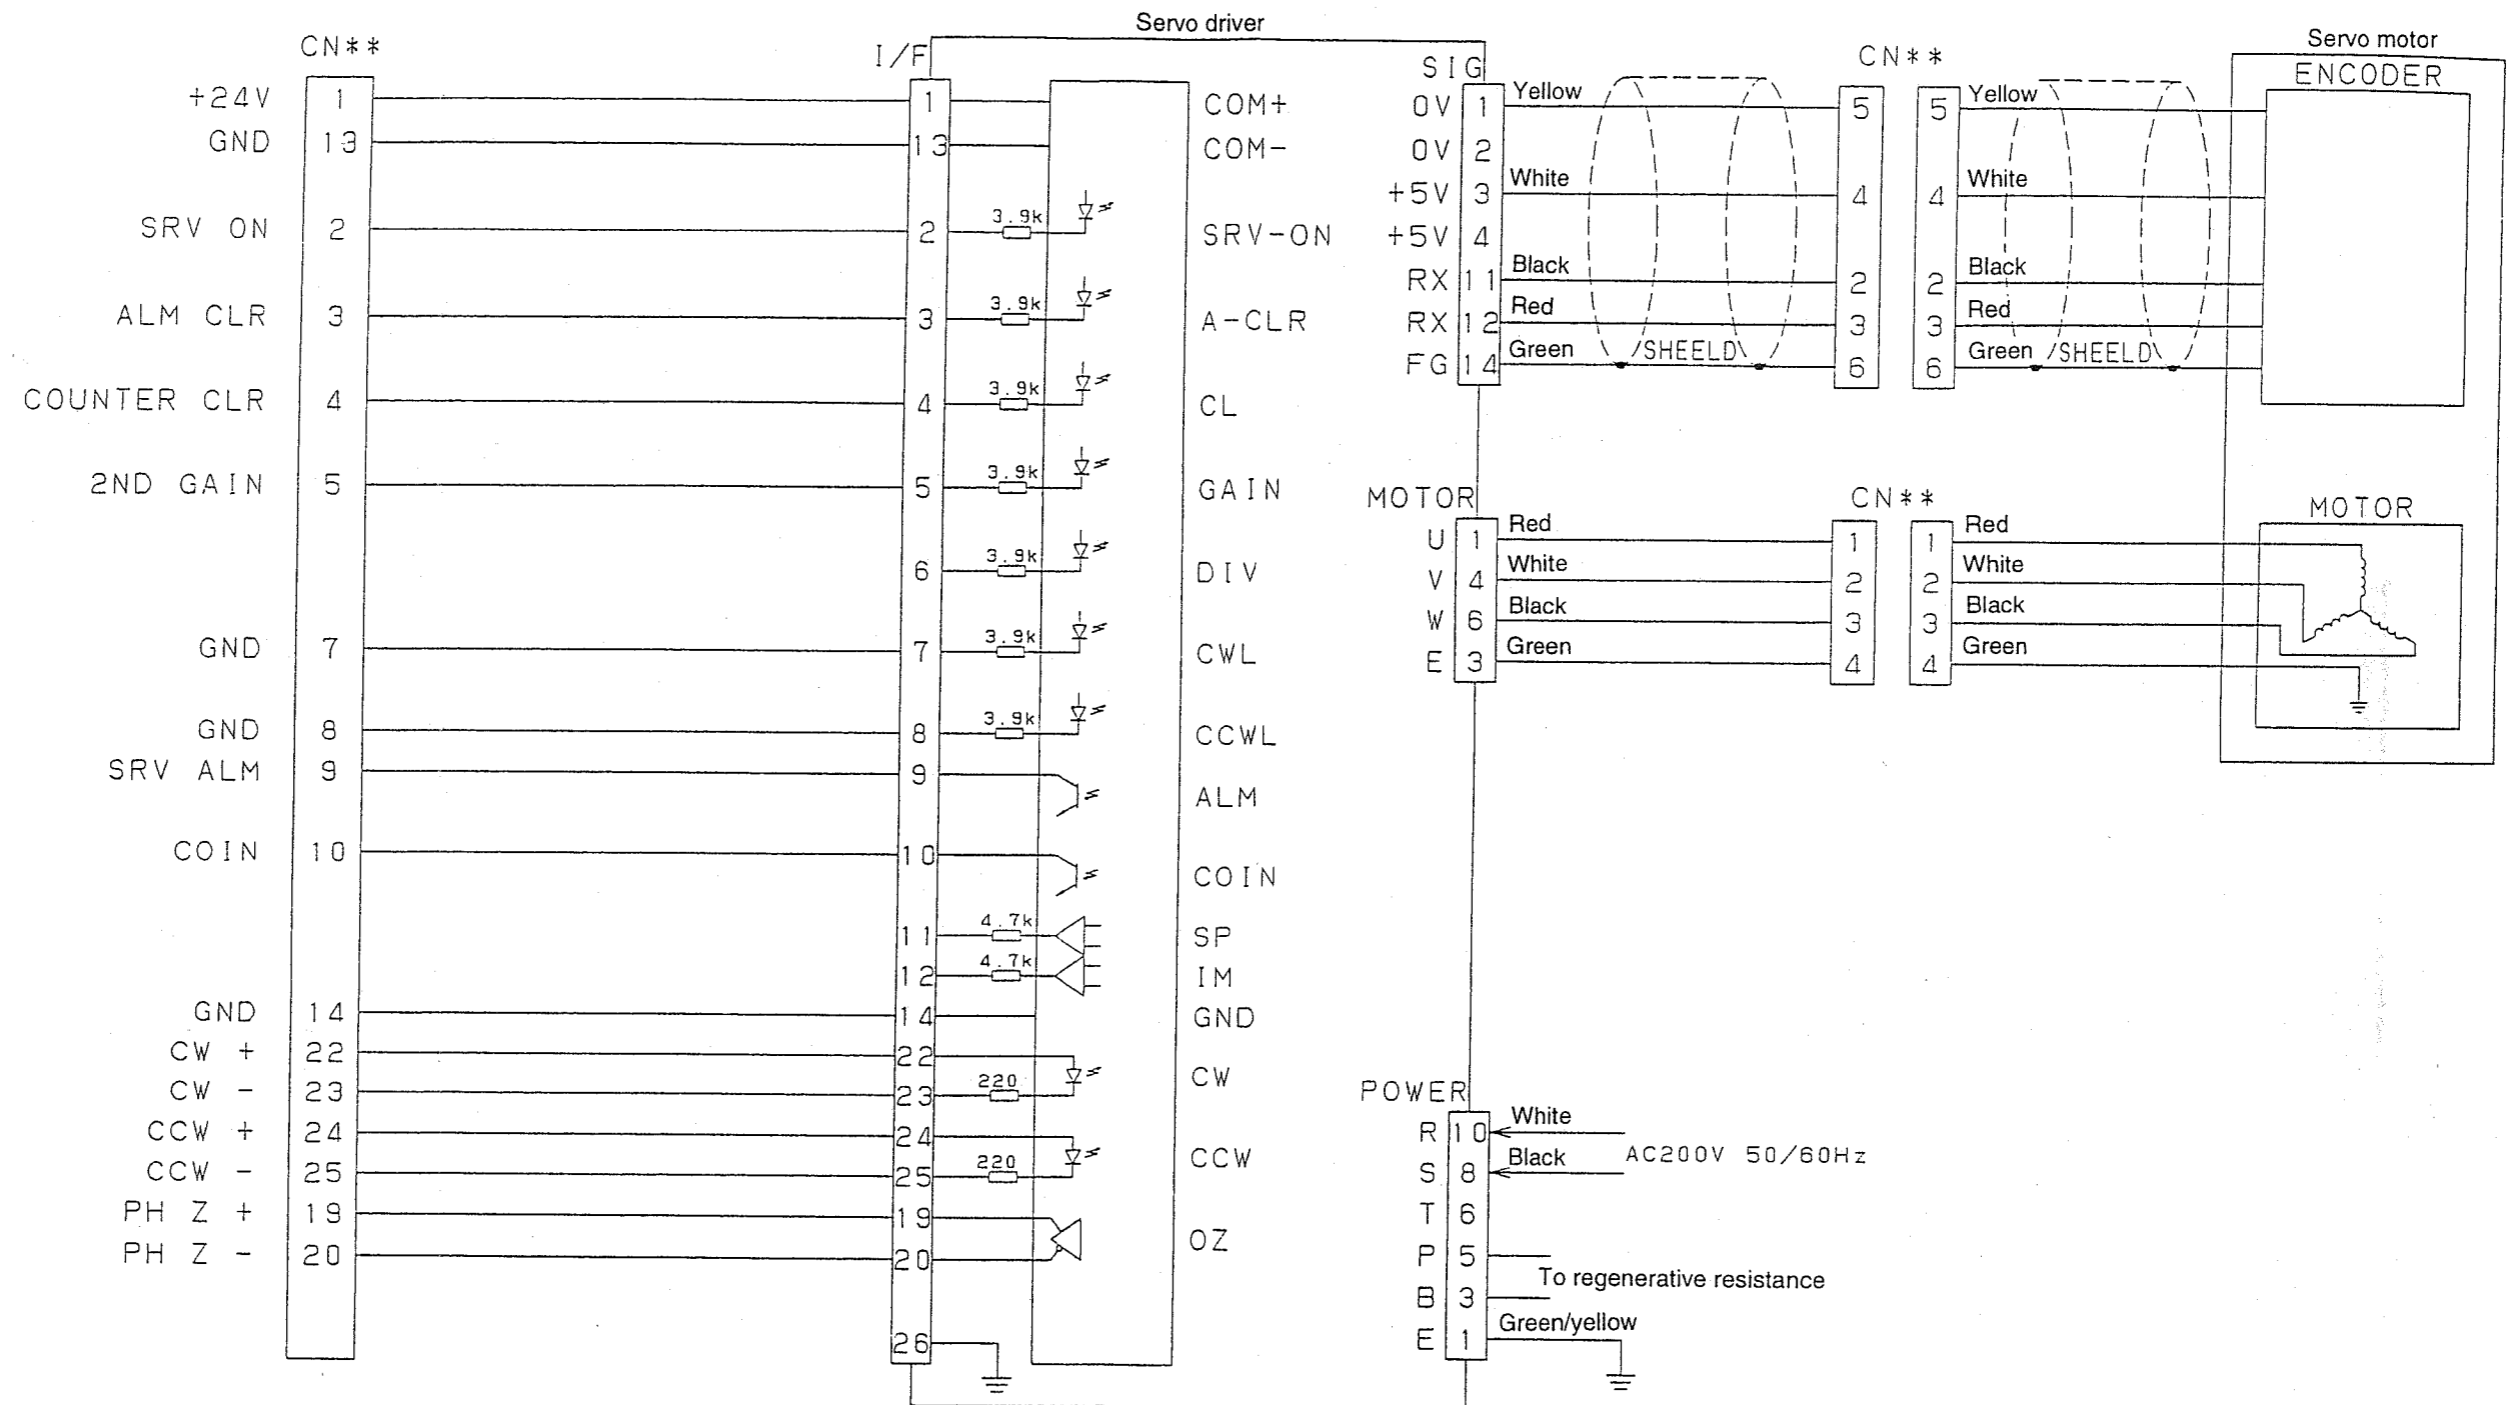 Servo driver
Servo motor
CN**
I/F
SIG
CN**
ENCODER
+24V 1 1 COM+
GND 13 13 COM-
SRV ON 2 2 3.9k SRV-ON
ALM CLR 3 3 3.9k A-CLR
COUNTER CLR 4 4 3.9k CL
2ND GAIN 5 5 3.9k GAIN
6 3.9k DIV
GND 7 7 3.9k CWL
GND 8 8 3.9k CCWL
SRV ALM 9 9 ALM
COIN 10 10 COIN
11 4.7k SP
12 4.7k IM
GND 14 14 GND
CW + 22 22
CW - 23 23 220 CW
CCW + 24 24
CCW - 25 25 220 CCW
PH Z + 19 19
PH Z - 20 20 OZ
26
0V 1 Yellow 5 5 Yellow
0V 2
+5V 3 White 4 4 White
+5V 4
RX 11 Black 2 2 Black
RX 12 Red 3 3 Red
FG 14 Green SHEELD 6 6 Green SHEELD
MOTOR
CN**
MOTOR
U 1 Red 1 1 Red
V 4 White 2 2 White
W 6 Black 3 3 Black
E 3 Green 4 4 Green
POWER
R 10 White
AC200V 50/60Hz
S 8 Black
T 6
P 5
To regenerative resistance
B 3
E 1 Green/yellow